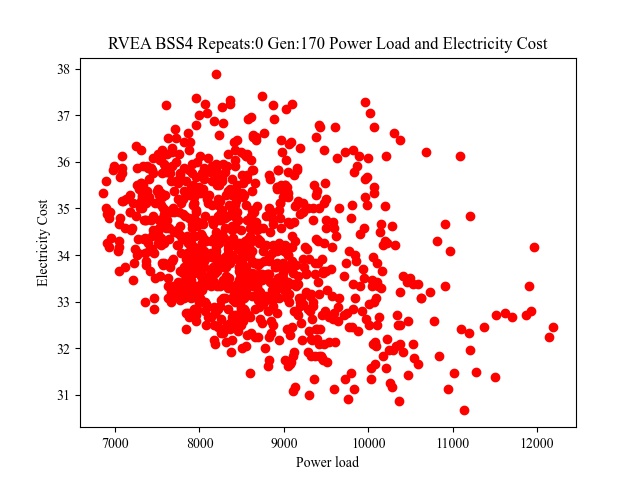 RVEA BSS4 Repeats:0 Gen:170 Power Load and Electricity Cost
38
37
36
35
34
33
32
31
Electricity Cost
7000 8000 9000 10000 11000 12000
Power load